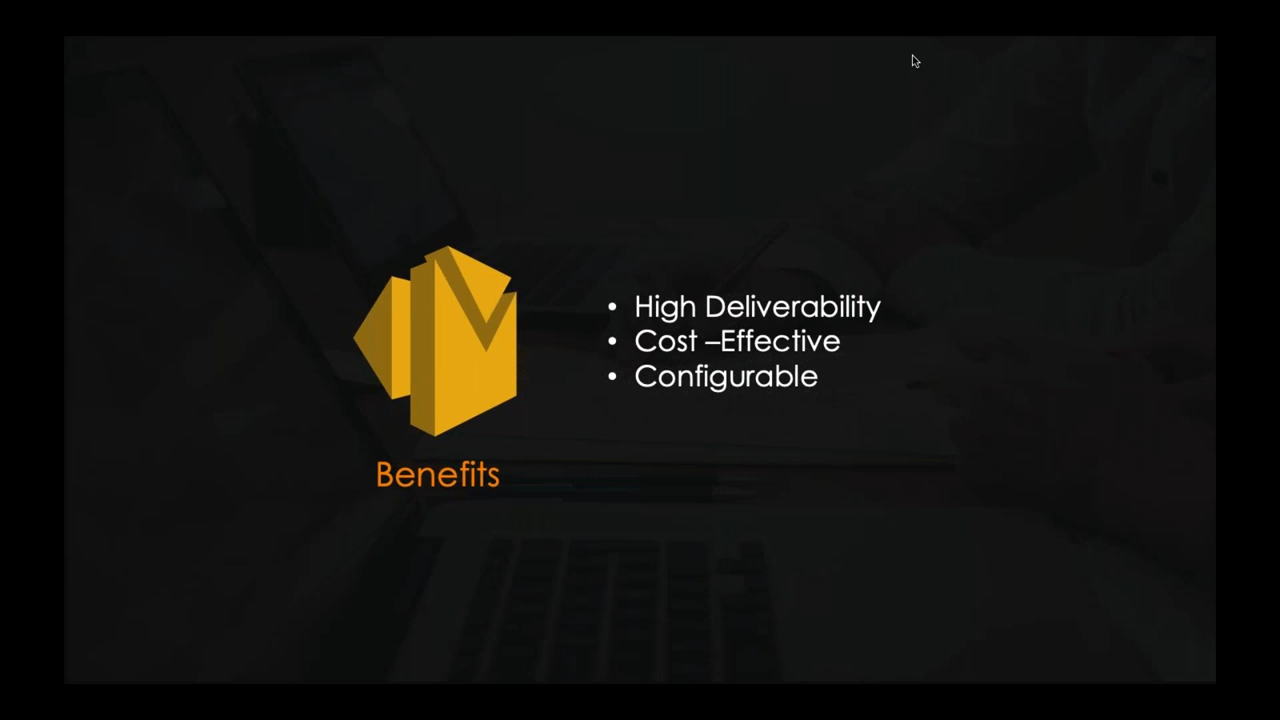 • High Deliverability
• Cost –Effective
• Configurable
Benefits